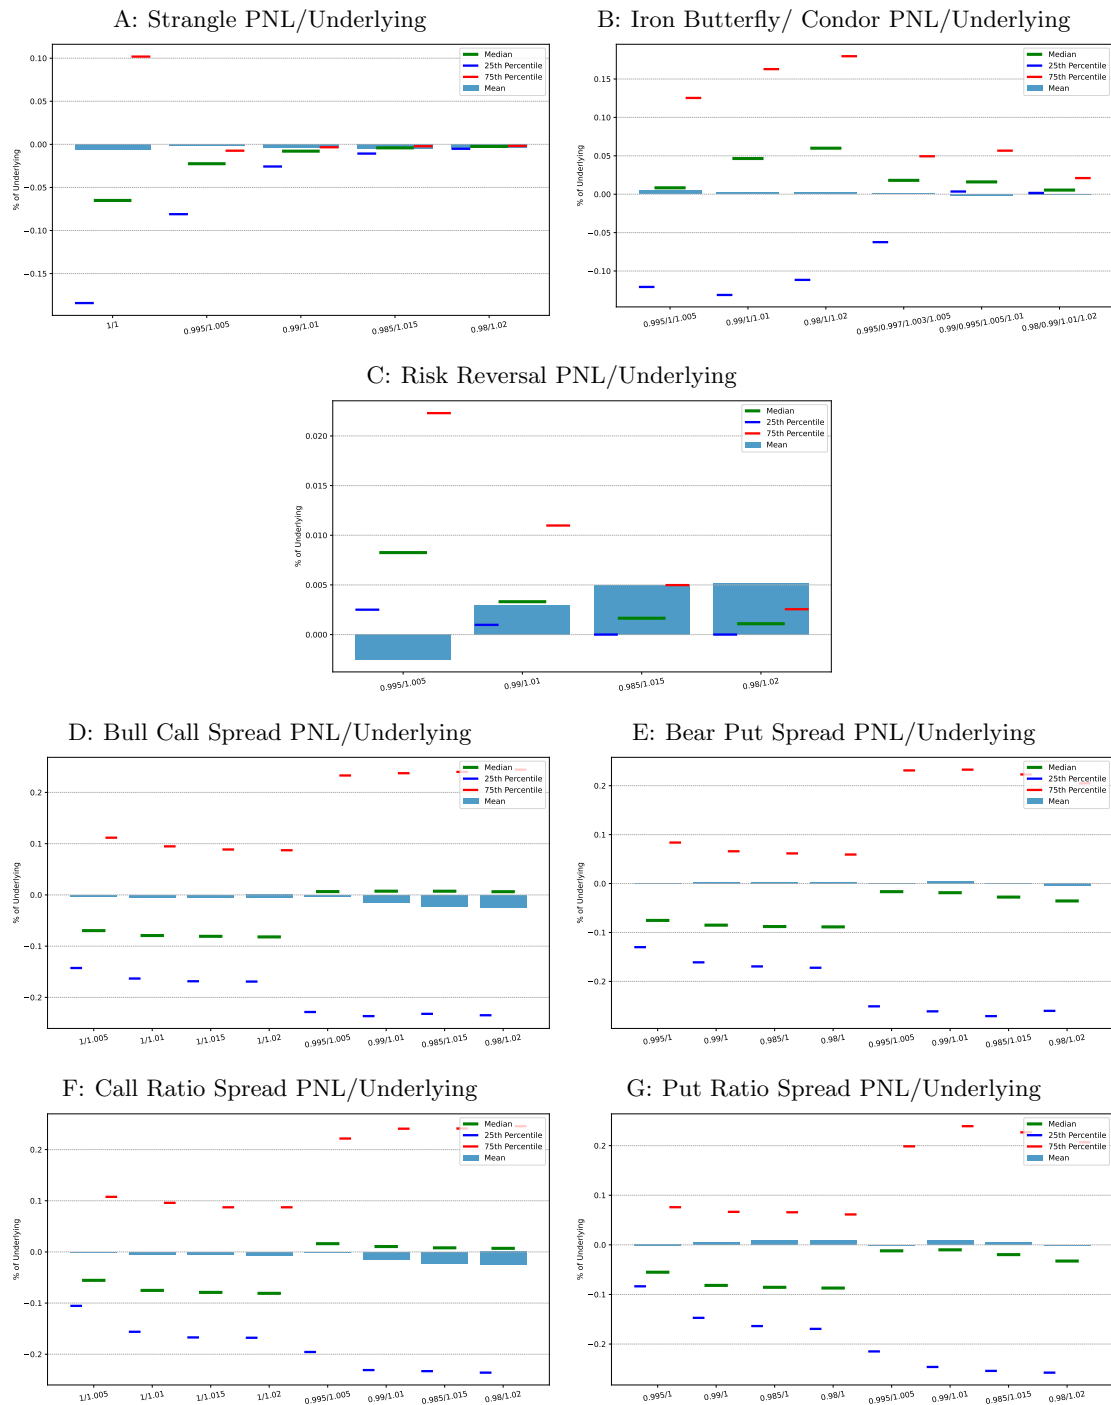 A: Strangle PNL/Underlying
% of Underlying
0.10
0.05
0.00
−0.05
−0.10
−0.15
Median
25th Percentile
75th Percentile
Mean
1/1
0.995/1.005
0.99/1.01
0.985/1.015
0.98/1.02
B: Iron Butterfly/ Condor PNL/Underlying
% of Underlying
0.15
0.10
0.05
0.00
−0.05
−0.10
Median
25th Percentile
75th Percentile
Mean
0.995/1/1.005
0.99/1/1.01
0.98/1/1.02
0.995/0.997/1.003/1.005
0.99/0.995/1.005/1.01
0.98/0.99/1.01/1.02
C: Risk Reversal PNL/Underlying
% of Underlying
0.020
0.015
0.010
0.005
0.000
Median
25th Percentile
75th Percentile
Mean
0.995/1.005
0.99/1.01
0.985/1.015
0.98/1.02
D: Bull Call Spread PNL/Underlying
% of Underlying
0.2
0.1
0.0
−0.1
−0.2
Median
25th Percentile
75th Percentile
Mean
1/1.005
1/1.01
1/1.015
1/1.02
0.995/1.005
0.99/1.01
0.985/1.015
0.98/1.02
E: Bear Put Spread PNL/Underlying
% of Underlying
0.2
0.1
0.0
−0.1
−0.2
Median
25th Percentile
75th Percentile
Mean
0.995/1
0.99/1
0.985/1
0.98/1
0.995/1.005
0.99/1.01
0.985/1.015
0.98/1.02
F: Call Ratio Spread PNL/Underlying
% of Underlying
0.2
0.1
0.0
−0.1
−0.2
Median
25th Percentile
75th Percentile
Mean
1/1.005
1/1.01
1/1.015
1/1.02
0.995/1.005
0.99/1.01
0.985/1.015
0.98/1.02
G: Put Ratio Spread PNL/Underlying
% of Underlying
0.2
0.1
0.0
−0.1
−0.2
Median
25th Percentile
75th Percentile
Mean
0.995/1
0.99/1
0.985/1
0.98/1
0.995/1.005
0.99/1.01
0.985/1.015
0.98/1.02